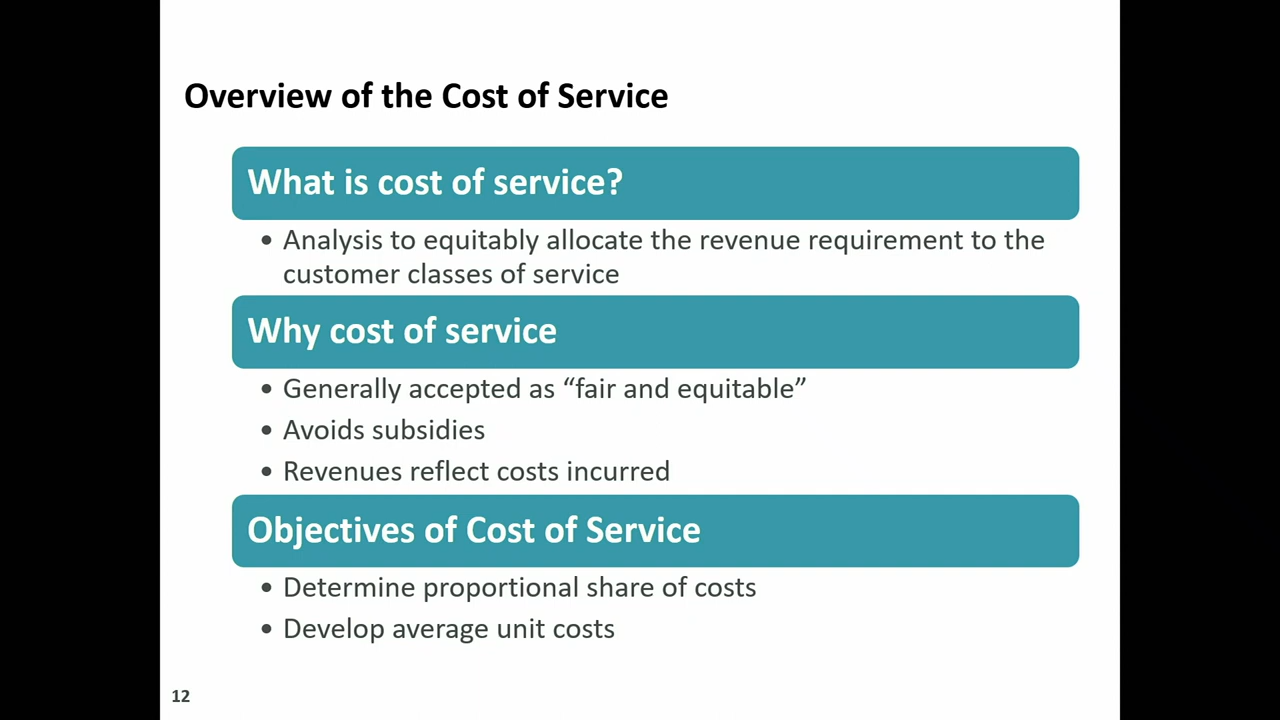 Overview of the Cost of Service
What is cost of service?
• Analysis to equitably allocate the revenue requirement to the
customer classes of service
Why cost of service
• Generally accepted as “fair and equitable”
• Avoids subsidies
• Revenues reflect costs incurred
Objectives of Cost of Service
• Determine proportional share of costs
• Develop average unit costs
12